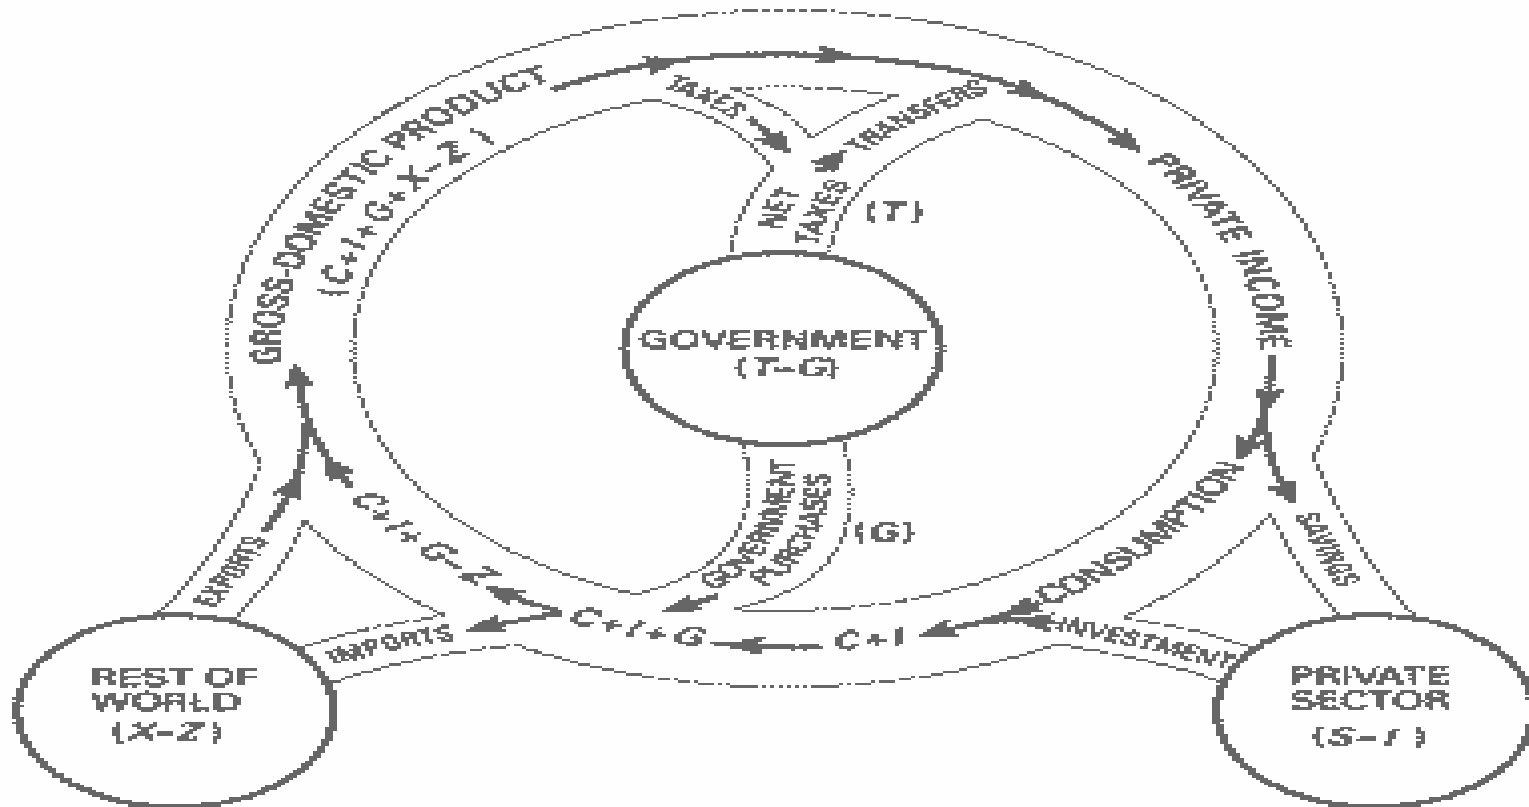 GROSS-DOMESTIC PRODUCT
(C+I+G+X-Z)
TAXES
TRANSFERS
NET
TAXES
(T)
PRIVATE INCOME
GOVERNMENT
(T-G)
GOVERNMENT
PURCHASES
(G)
CONSUMPTION
SAVINGS
INVESTMENT
C+I
C+I+G
C+I+G-Z
EXPORTS
IMPORTS
REST OF
WORLD
(X-Z)
PRIVATE
SECTOR
(S-I)